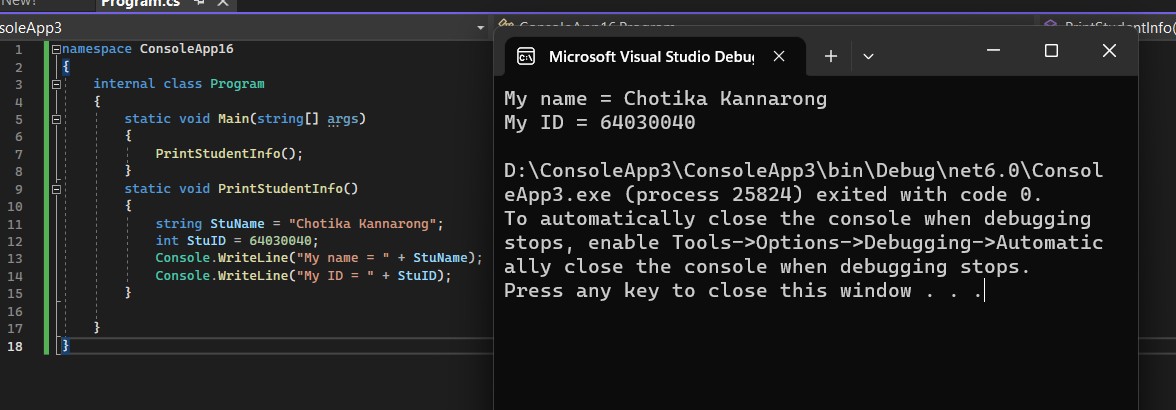 New!
Program.cs
soleApp3
ConsoleApp16.Program
PrintStudentInfo(
1 namespace ConsoleApp16
2 {
3 internal class Program
4 {
5 static void Main(string[] args)
6 {
7 PrintStudentInfo();
8 }
9 static void PrintStudentInfo()
10 {
11 string StuName = "Chotika Kannarong";
12 int StuID = 64030040;
13 Console.WriteLine("My name = " + StuName);
14 Console.WriteLine("My ID = " + StuID);
15 }
16
17 }
18 }
Microsoft Visual Studio Debug
My name = Chotika Kannarong
My ID = 64030040
D:\ConsoleApp3\ConsoleApp3\bin\Debug\net6.0\Consol
eApp3.exe (process 25824) exited with code 0.
To automatically close the console when debugging
stops, enable Tools->Options->Debugging->Automatic
ally close the console when debugging stops.
Press any key to close this window . . .